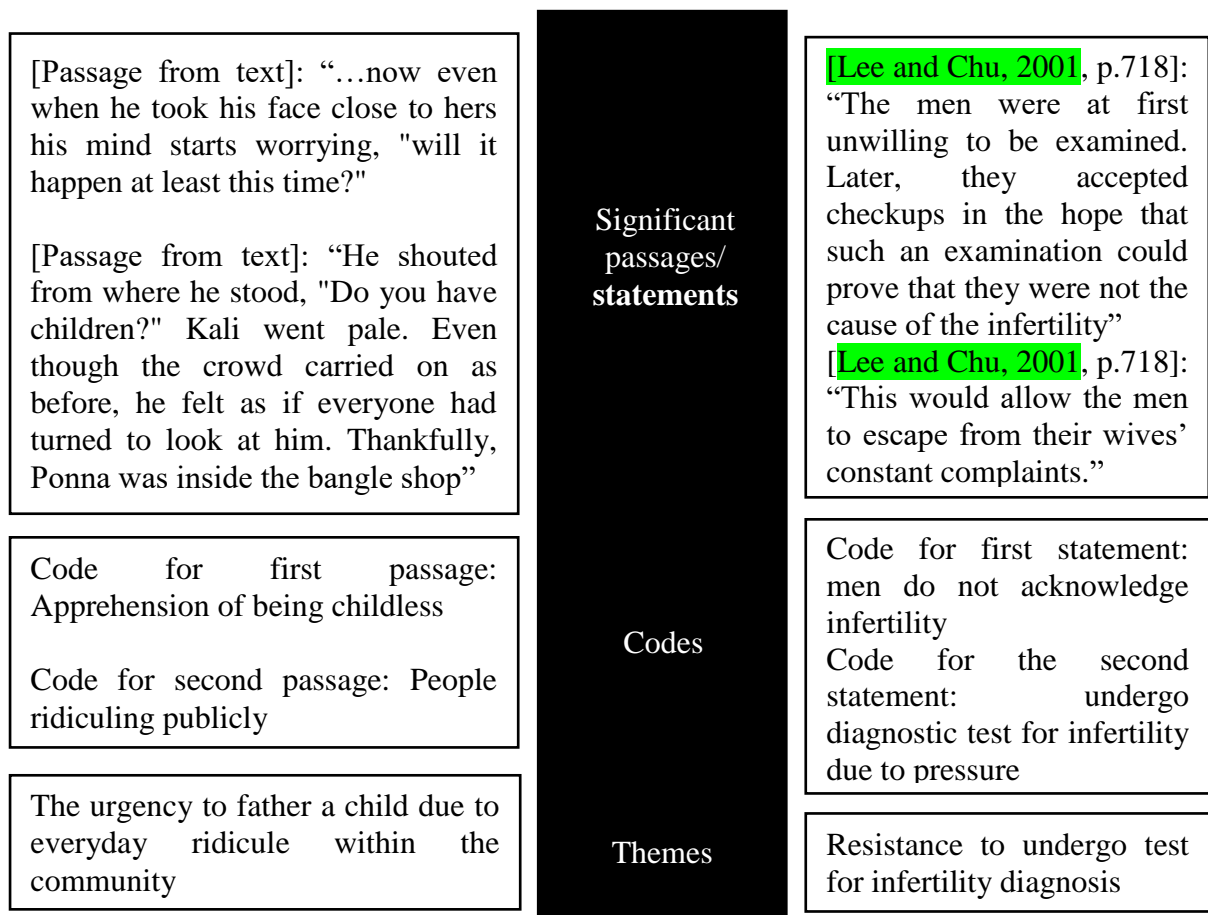 [Passage from text]: “…now even
when he took his face close to hers
his mind starts worrying, "will it
happen at least this time?"
[Passage from text]: “He shouted
from where he stood, "Do you have
children?" Kali went pale. Even
though the crowd carried on as
before, he felt as if everyone had
turned to look at him. Thankfully,
Ponna was inside the bangle shop”
Significant
passages/
statements
[Lee and Chu, 2001, p.718]:
“The men were at first
unwilling to be examined.
Later, they accepted
checkups in the hope that
such an examination could
prove that they were not the
cause of the infertility”
[Lee and Chu, 2001, p.718]:
“This would allow the men
to escape from their wives’
constant complaints.”
Code for first passage:
Apprehension of being childless
Code for second passage: People
ridiculing publicly
Codes
Code for first statement:
men do not acknowledge
infertility
Code for the second
statement: undergo
diagnostic test for infertility
due to pressure
The urgency to father a child due to
everyday ridicule within the
community
Themes
Resistance to undergo test
for infertility diagnosis